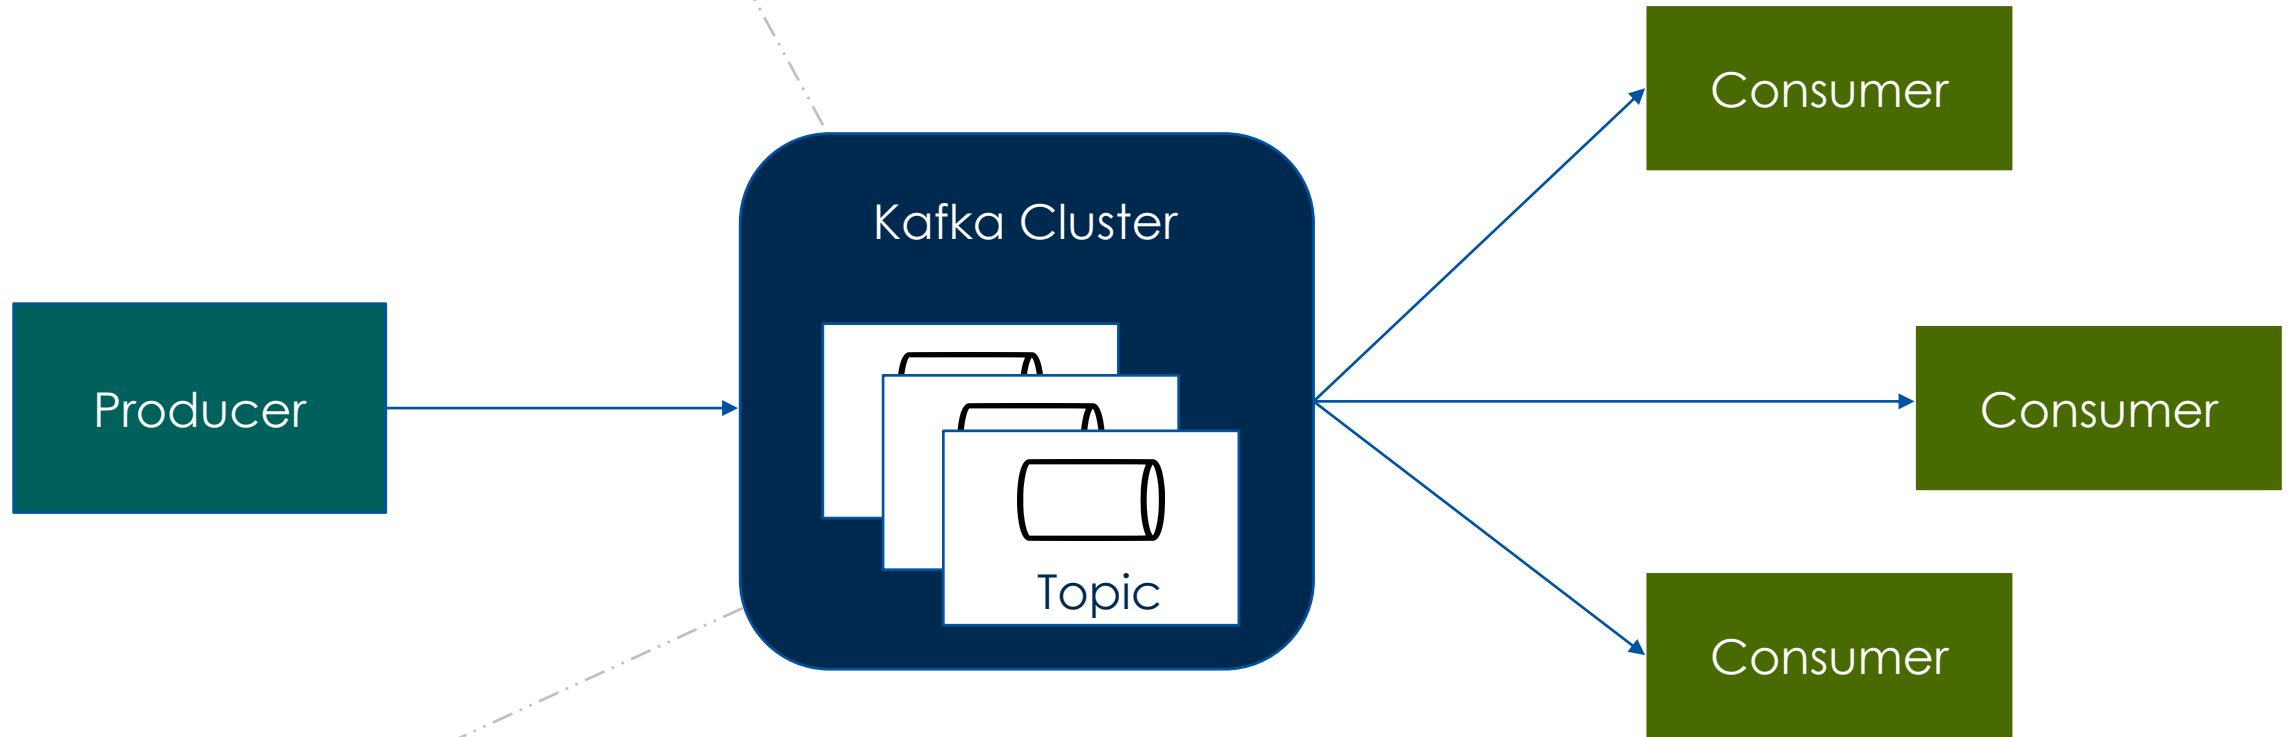 Producer
Kafka Cluster
Topic
Consumer
Consumer
Consumer